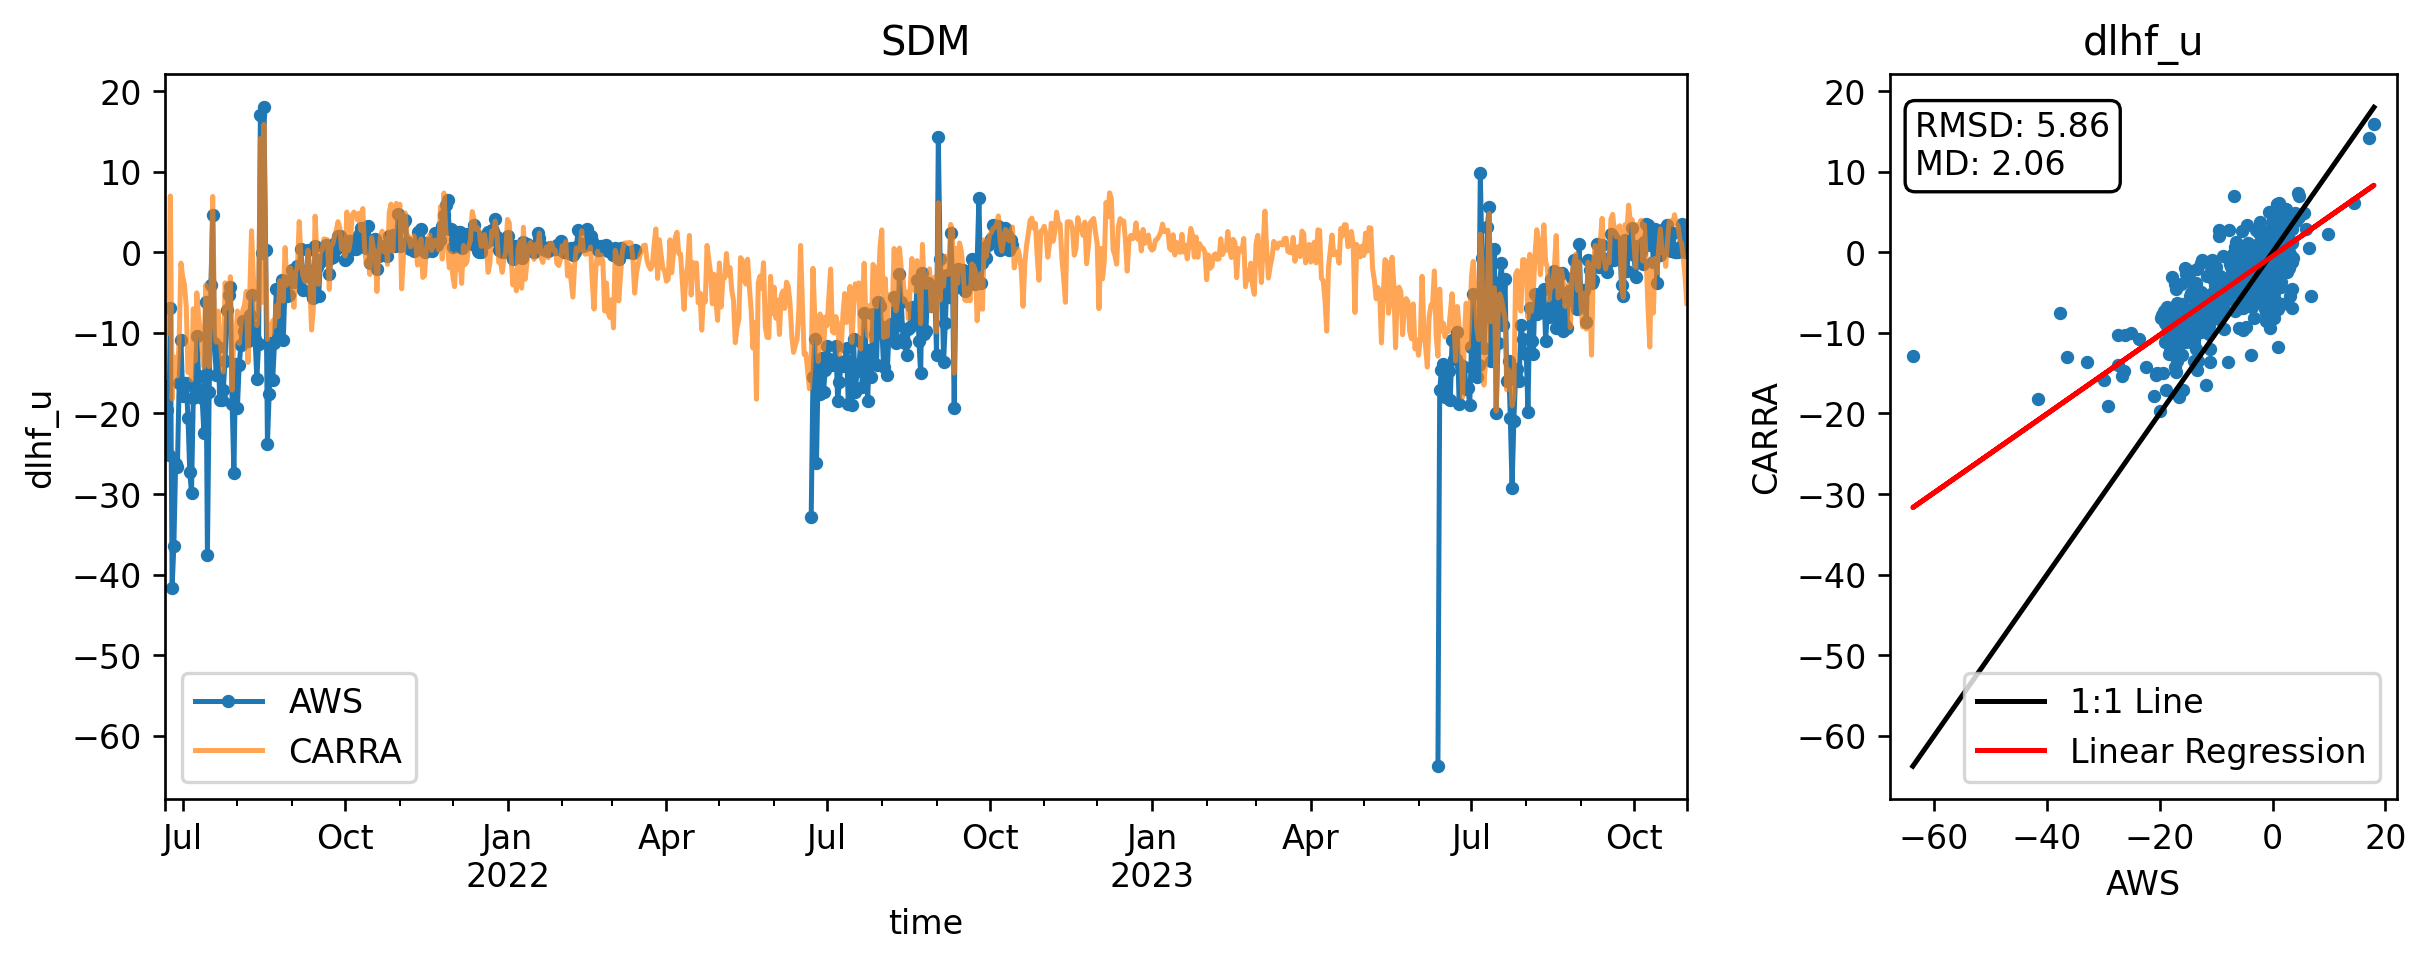 SDM
dlhf_u
20
10
0
−10
−20
−30
−40
−50
−60
AWS
CARRA
Jul
Oct
Jan
2022
Apr
Jul
Oct
Jan
2023
Apr
Jul
Oct
time
dlhf_u
CARRA
20
10
0
−10
−20
−30
−40
−50
−60
RMSD: 5.86
MD: 2.06
1:1 Line
Linear Regression
−60
−40
−20
0
20
AWS